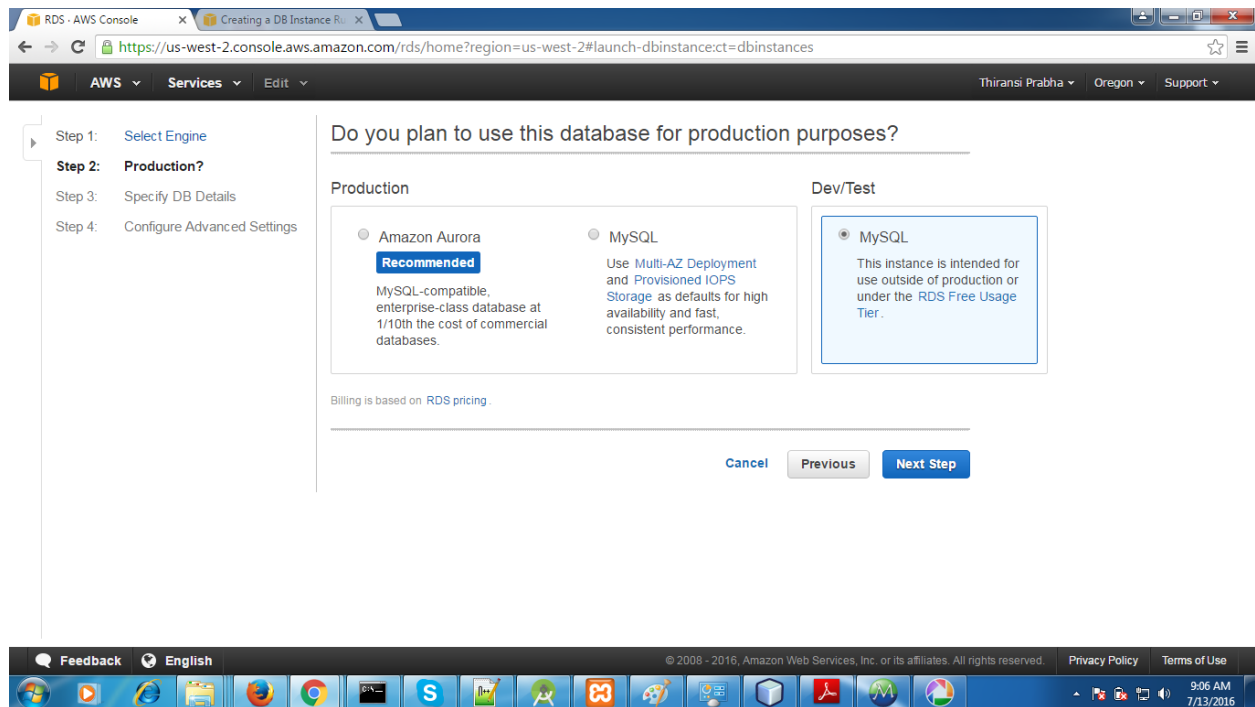 RDS - AWS Console
Creating a DB Instance Ru
https://us-west-2.console.aws.amazon.com/rds/home?region=us-west-2#launch-dbinstance:ct=dbinstances
AWS Services Edit
Thiransi Prabha Oregon Support
Step 1: Select Engine
Step 2: Production?
Step 3: Specify DB Details
Step 4: Configure Advanced Settings
Do you plan to use this database for production purposes?
Production
Amazon Aurora
Recommended
MySQL-compatible,
enterprise-class database at
1/10th the cost of commercial
databases.
MySQL
Use Multi-AZ Deployment
and Provisioned IOPS
Storage as defaults for high
availability and fast,
consistent performance.
Dev/Test
MySQL
This instance is intended for
use outside of production or
under the RDS Free Usage
Tier.
Billing is based on RDS pricing.
Cancel Previous Next Step
Feedback English
© 2008 - 2016, Amazon Web Services, Inc. or its affiliates. All rights reserved. Privacy Policy Terms of Use
9:06 AM
7/13/2016